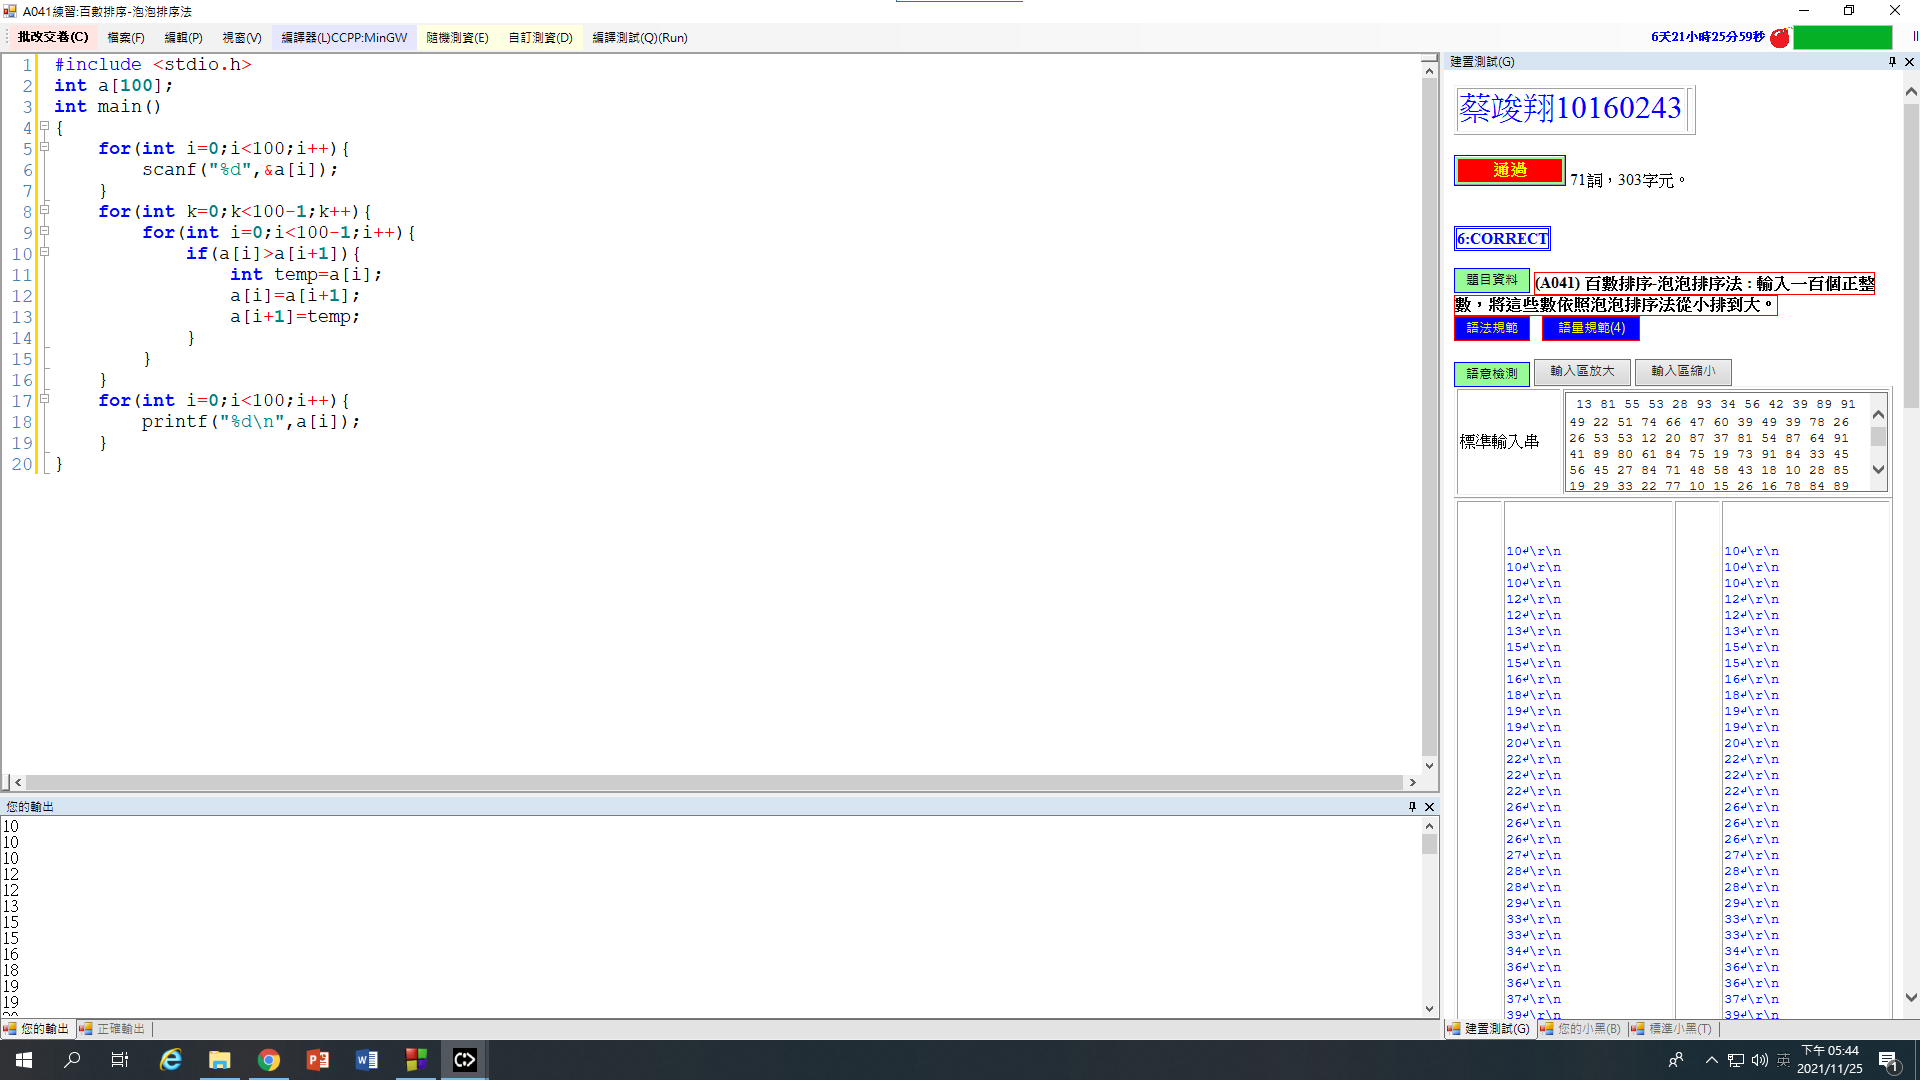 A041練習:百數排序-泡泡排序法
批改交卷(C) 檔案(F) 編輯(P) 視窗(V) 編譯器(L)CCPP:MinGW 隨機測資(E) 自訂測資(D) 編譯測試(Q)(Run) 6天21小時25分59秒
1 #include <stdio.h>
2 int a[100];
3 int main()
4 {
5 for(int i=0;i<100;i++){
6 scanf("%d",&a[i]);
7 }
8 for(int k=0;k<100-1;k++){
9 for(int i=0;i<100-1;i++){
10 if(a[i]>a[i+1]){
11 int temp=a[i];
12 a[i]=a[i+1];
13 a[i+1]=temp;
14 }
15 }
16 }
17 for(int i=0;i<100;i++){
18 printf("%d\n",a[i]);
19 }
20 }
您的輸出
10
10
10
12
12
13
15
15
16
18
19
19
您的輸出 正確輸出
建置測試(G)
蔡竣翔10160243
通過 71詞，303字元。
6:CORRECT
題目資料 (A041) 百數排序-泡泡排序法：輸入一百個正整
數，將這些數依照泡泡排序法從小排到大。
語法規範 語量規範(4)
語意檢測 輸入區放大 輸入區縮小
標準輸入串
13 81 55 53 28 93 34 56 42 39 89 91
49 22 51 74 66 47 60 39 49 39 78 26
26 53 53 12 20 87 37 81 54 87 64 91
41 89 80 61 84 75 19 73 91 84 33 45
56 45 27 84 71 48 58 43 18 10 28 85
19 29 33 22 77 10 15 26 16 78 84 89
10↵\r\n 10↵\r\n
10↵\r\n 10↵\r\n
10↵\r\n 10↵\r\n
12↵\r\n 12↵\r\n
12↵\r\n 12↵\r\n
13↵\r\n 13↵\r\n
15↵\r\n 15↵\r\n
15↵\r\n 15↵\r\n
16↵\r\n 16↵\r\n
18↵\r\n 18↵\r\n
19↵\r\n 19↵\r\n
19↵\r\n 19↵\r\n
20↵\r\n 20↵\r\n
22↵\r\n 22↵\r\n
22↵\r\n 22↵\r\n
22↵\r\n 22↵\r\n
26↵\r\n 26↵\r\n
26↵\r\n 26↵\r\n
26↵\r\n 26↵\r\n
27↵\r\n 27↵\r\n
28↵\r\n 28↵\r\n
28↵\r\n 28↵\r\n
29↵\r\n 29↵\r\n
33↵\r\n 33↵\r\n
33↵\r\n 33↵\r\n
34↵\r\n 34↵\r\n
36↵\r\n 36↵\r\n
36↵\r\n 36↵\r\n
37↵\r\n 37↵\r\n
39↵\r\n 39↵\r\n
建置測試(G) 您的小黑(B) 標準小黑(T)
英 下午 05:44
2021/11/25 1